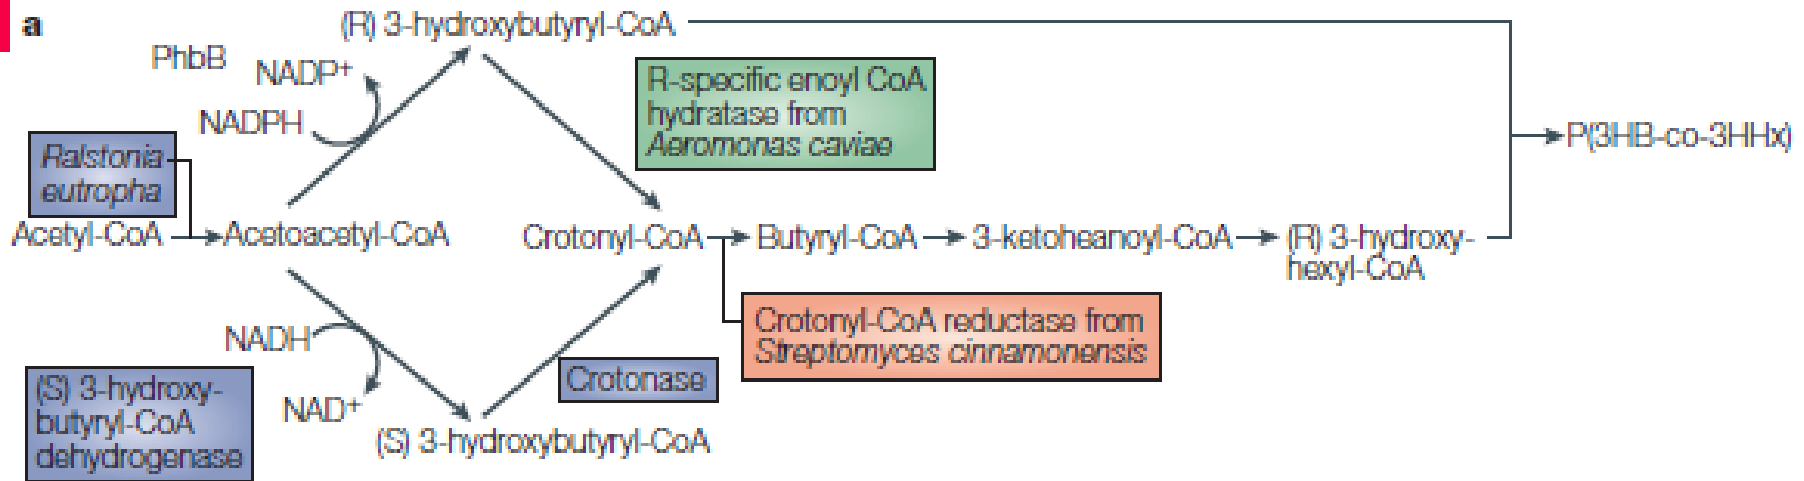 a
(R) 3-hydroxybutyryl-CoA
PhbB
NADP+
NADPH
R-specific enoyl CoA
hydratase from
Aeromonas caviae
Ralstonia
eutropha
P(3HB-co-3HHx)
Acetyl-CoA
Acetoacetyl-CoA
Crotonyl-CoA
Butyryl-CoA
3-ketoheanoyl-CoA
(R) 3-hydroxy-
hexyl-CoA
NADH
NAD+
Crotonyl-CoA reductase from
Streptomyces cinnamonensis
Crotonase
(S) 3-hydroxy-
butyryl-CoA
dehydrogenase
(S) 3-hydroxybutyryl-CoA